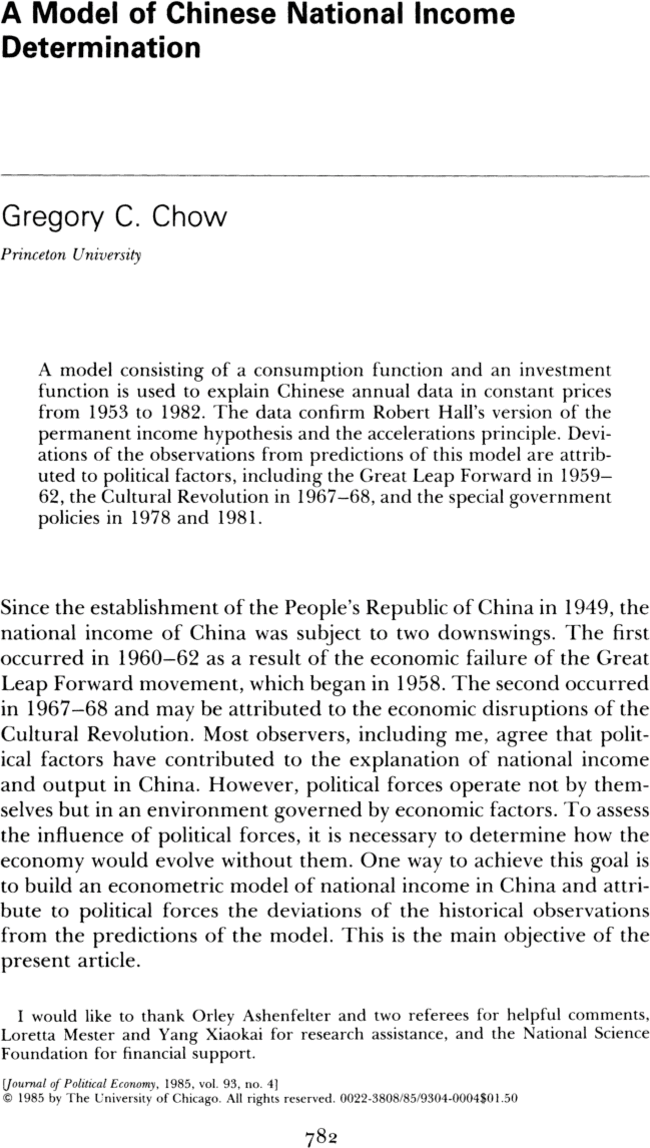 A Model of Chinese National Income
Determination
Gregory C. Chow
Princeton University
A model consisting of a consumption function and an investment
function is used to explain Chinese annual data in constant prices
from 1953 to 1982. The data confirm Robert Hall's version of the
permanent income hypothesis and the accelerations principle. Devi-
ations of the observations from predictions of this model are attrib-
uted to political factors, including the Great Leap Forward in 1959–
62, the Cultural Revolution in 1967–68, and the special government
policies in 1978 and 1981.
Since the establishment of the People's Republic of China in 1949, the
national income of China was subject to two downswings. The first
occurred in 1960–62 as a result of the economic failure of the Great
Leap Forward movement, which began in 1958. The second occurred
in 1967–68 and may be attributed to the economic disruptions of the
Cultural Revolution. Most observers, including me, agree that polit-
ical factors have contributed to the explanation of national income
and output in China. However, political forces operate not by them-
selves but in an environment governed by economic factors. To assess
the influence of political forces, it is necessary to determine how the
economy would evolve without them. One way to achieve this goal is
to build an econometric model of national income in China and attri-
bute to political forces the deviations of the historical observations
from the predictions of the model. This is the main objective of the
present article.
I would like to thank Orley Ashenfelter and two referees for helpful comments,
Loretta Mester and Yang Xiaokai for research assistance, and the National Science
Foundation for financial support.
[Journal of Political Economy, 1985, vol. 93, no. 4]
© 1985 by The University of Chicago. All rights reserved. 0022-3808/85/9304-0004$01.50
782